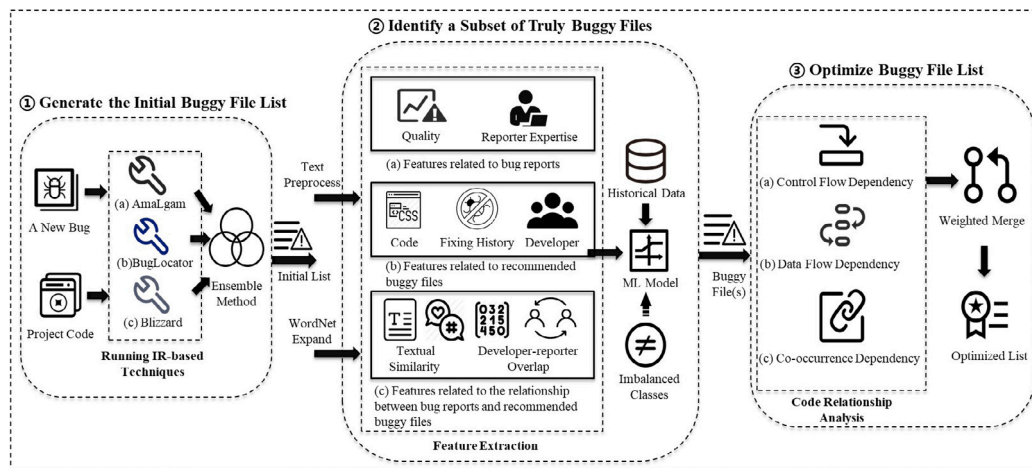 ② Identify a Subset of Truly Buggy Files
③ Optimize Buggy File List
① Generate the Initial Buggy File List
A New Bug
Project Code
(a) AmaLgam
(b)BugLocator
(c) Blizzard
Running IR-based
Techniques
Ensemble
Method
Initial List
Text
Preprocess
WordNet
Expand
Quality
Reporter Expertise
(a) Features related to bug reports
CSS
Code
Fixing History
Developer
(b) Features related to recommended
buggy files
T
#
032
215
450
Textual
Similarity
Developer-reporter
Overlap
(c) Features related to the relationship
between bug reports and recommended
buggy files
Feature Extraction
Historical Data
ML Model
≠
Imbalanced
Classes
Buggy
File(s)
(a) Control Flow Dependency
(b) Data Flow Dependency
(c) Co-occurrence Dependency
Code Relationship
Analysis
Weighted Merge
Optimized List